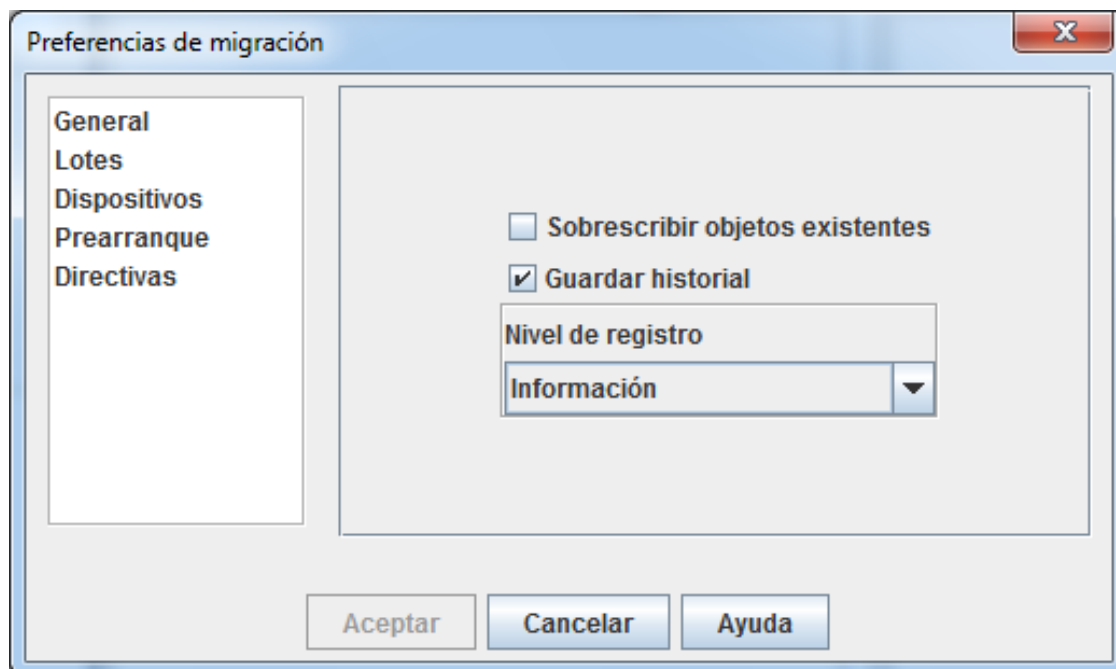 Preferencias de migración
General
Lotes
Dispositivos
Prearranque
Directivas
Sobrescribir objetos existentes
Guardar historial
Nivel de registro
Información
Aceptar
Cancelar
Ayuda